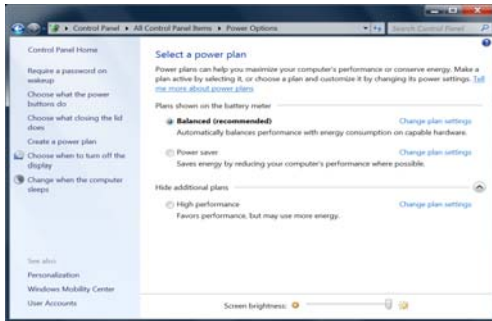 Control Panel ▸ All Control Panel Items ▸ Power Options
Search Control Panel
Control Panel Home
Require a password on
wakeup
Choose what the power
buttons do
Choose what closing the lid
does
Create a power plan
Choose when to turn off the
display
Change when the computer
sleeps
See also
Personalization
Windows Mobility Center
User Accounts
Select a power plan
Power plans can help you maximize your computer's performance or conserve energy. Make a
plan active by selecting it, or choose a plan and customize it by changing its power settings. Tell
me more about power plans
Plans shown on the battery meter
Balanced (recommended) Change plan settings
Automatically balances performance with energy consumption on capable hardware.
Power saver Change plan settings
Saves energy by reducing your computer's performance where possible.
Hide additional plans
High performance Change plan settings
Favors performance, but may use more energy.
Screen brightness: